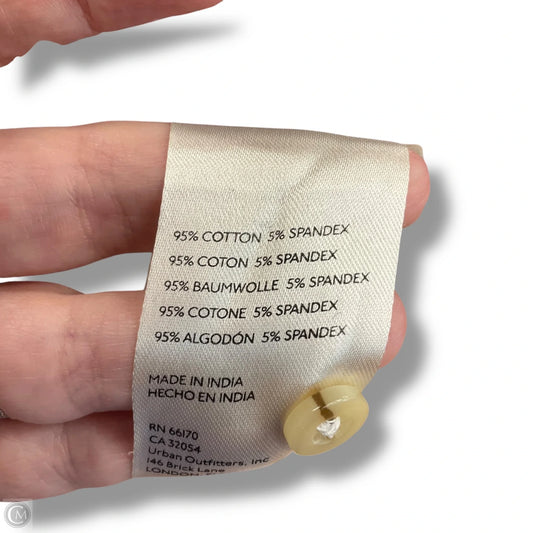 95% COTTON 5% SPANDEX
95% COTON 5% SPANDEX
95% BAUMWOLLE 5% SPANDEX
95% COTONE 5% SPANDEX
95% ALGODÓN 5% SPANDEX
MADE IN INDIA
HECHO EN INDIA
RN 66170
CA 32054
Urban Outfitters, Inc
146 Brick Lane
LONDON